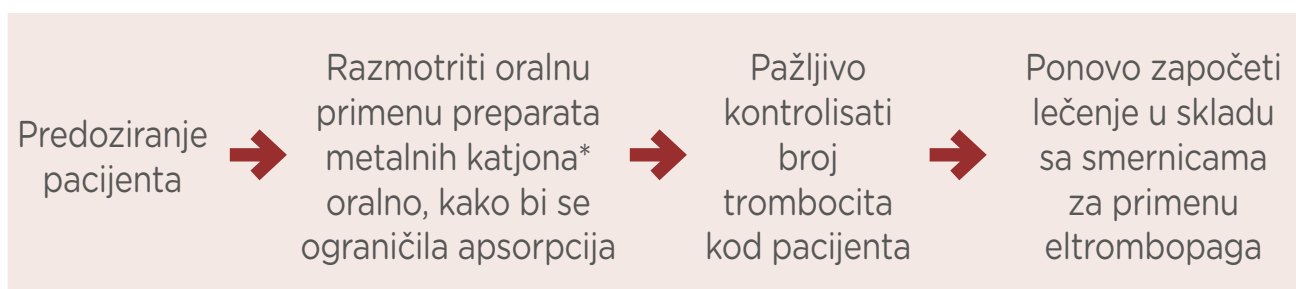 Predoziranje
pacijenta
Razmotriti oralnu
primenu preparata
metalnih katjona*
oralno, kako bi se
ograničila apsorpcija
Pažljivo
kontrolisati
broj
trombocita
kod pacijenta
Ponovo započeti
lečenje u skladu
sa smernicama
za primenu
eltrombopaga